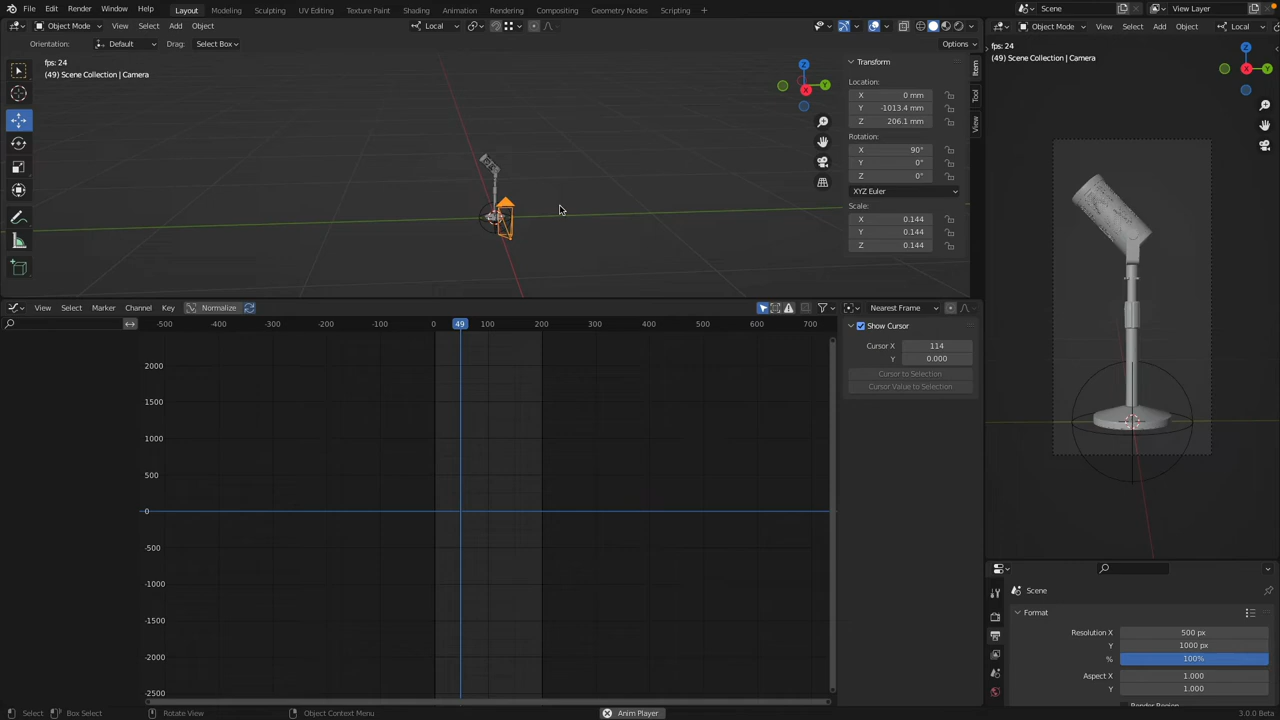 File Edit Render Window Help Layout Modeling Sculpting UV Editing Texture Paint Shading Animation Rendering Compositing Geometry Nodes Scripting Scene View Layer
Object Mode View Select Add Object Local Object Mode View Select Add Object Local
Orientation: Default Drag: Select Box Options
fps: 24
(49) Scene Collection | Camera
Z
Y
X
Transform
Location:
X 0 mm
Y -1013.4 mm
Z 206.1 mm
Rotation:
X 90°
Y 0°
Z 0°
XYZ Euler
Scale:
X 0.144
Y 0.144
Z 0.144
Item
Tool
View
fps: 24
(49) Scene Collection | Camera
Z
X
Y
View Select Marker Channel Key Normalize Nearest Frame
-500 -400 -300 -200 -100 0 49 100 200 300 400 500 600 700
2000
1500
1000
500
0
-500
-1000
-1500
-2000
-2500
Show Cursor
Cursor X 114
Y 0.000
Cursor to Selection
Cursor Value to Selection
Scene
Format
Resolution X 500 px
Y 1000 px
% 100%
Aspect X 1.000
Y 1.000
Render Region
Select Box Select Rotate View Object Context Menu Anim Player 3.0.0 Beta